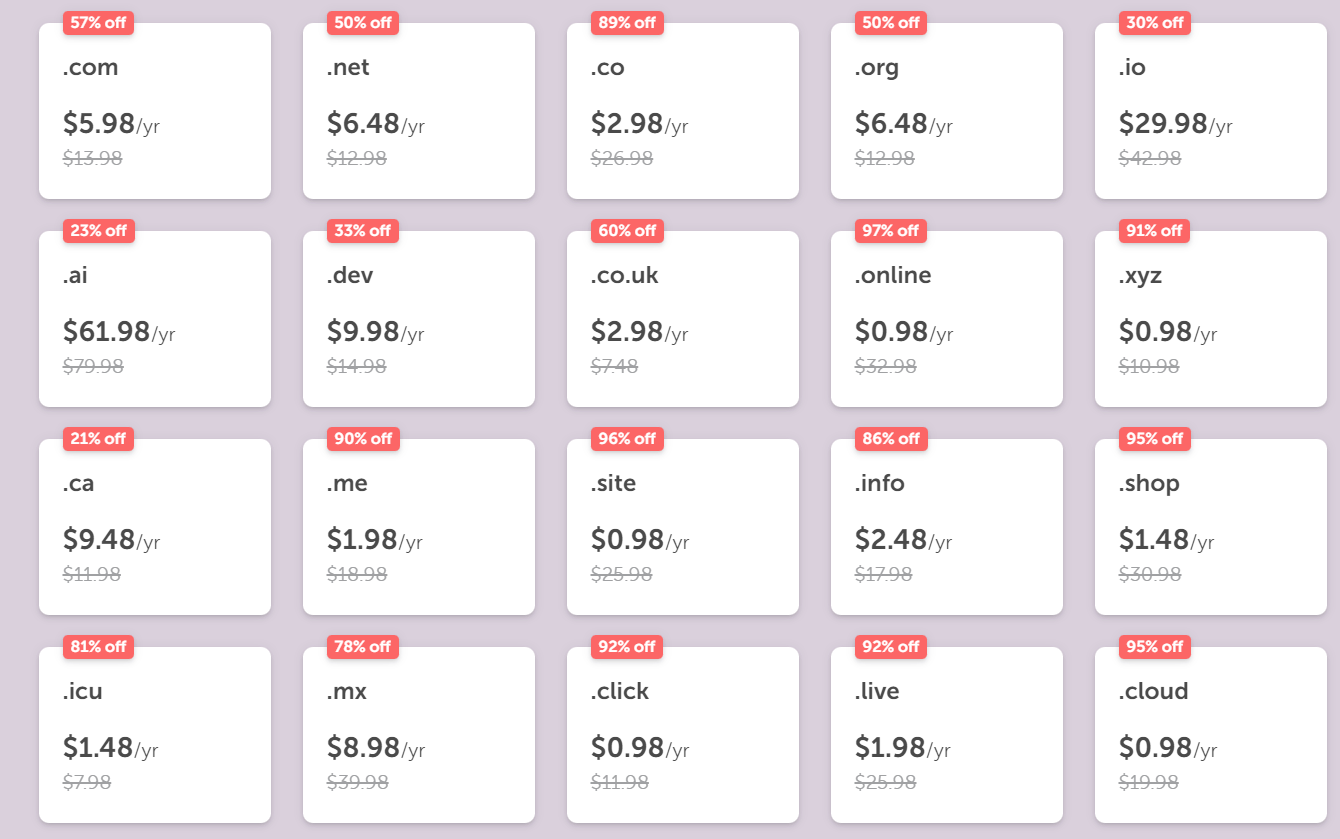 57% off
.com
$5.98/yr
$13.98
50% off
.net
$6.48/yr
$12.98
89% off
.co
$2.98/yr
$26.98
50% off
.org
$6.48/yr
$12.98
30% off
.io
$29.98/yr
$42.98
23% off
.ai
$61.98/yr
$79.98
33% off
.dev
$9.98/yr
$14.98
60% off
.co.uk
$2.98/yr
$7.48
97% off
.online
$0.98/yr
$32.98
91% off
.xyz
$0.98/yr
$10.98
21% off
.ca
$9.48/yr
$11.98
90% off
.me
$1.98/yr
$18.98
96% off
.site
$0.98/yr
$25.98
86% off
.info
$2.48/yr
$17.98
95% off
.shop
$1.48/yr
$30.98
81% off
.icu
$1.48/yr
$7.98
78% off
.mx
$8.98/yr
$39.98
92% off
.click
$0.98/yr
$11.98
92% off
.live
$1.98/yr
$25.98
95% off
.cloud
$0.98/yr
$19.98